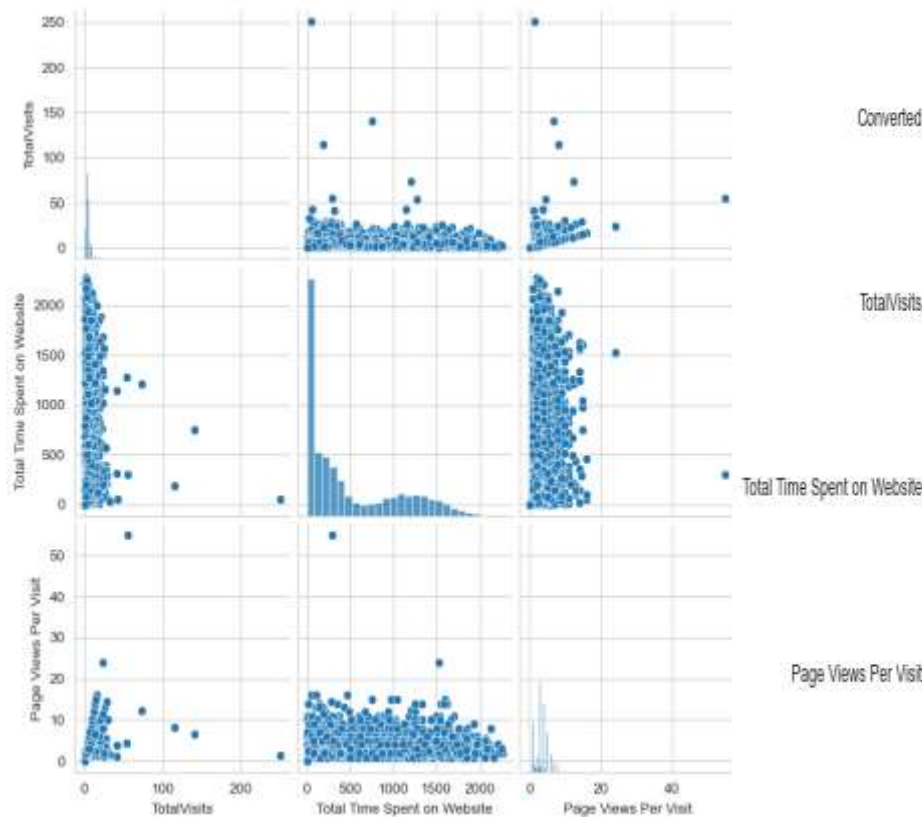 250
200
150
100
50
0
TotalVisits
Converted
2000
1500
1000
500
0
Total Time Spent on Website
TotalVisits
Total Time Spent on Website
50
40
30
20
10
0
Page Views Per Visit
Page Views Per Visit
0 200 0 500 1000 1500 2000 0 20 40
TotalVisits Total Time Spent on Website Page Views Per Visit